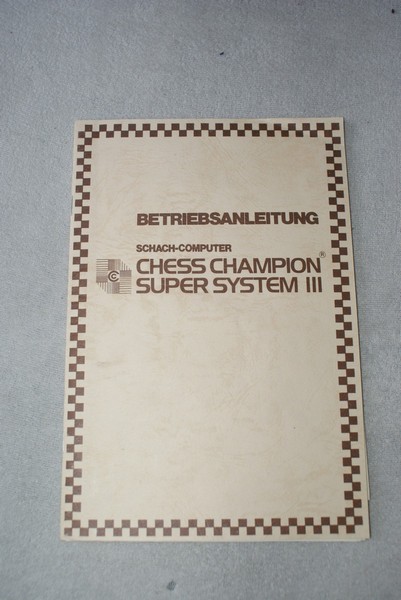 BETRIEBSANLEITUNG
SCHACH-COMPUTER
CHESS CHAMPION®
SUPER SYSTEM III